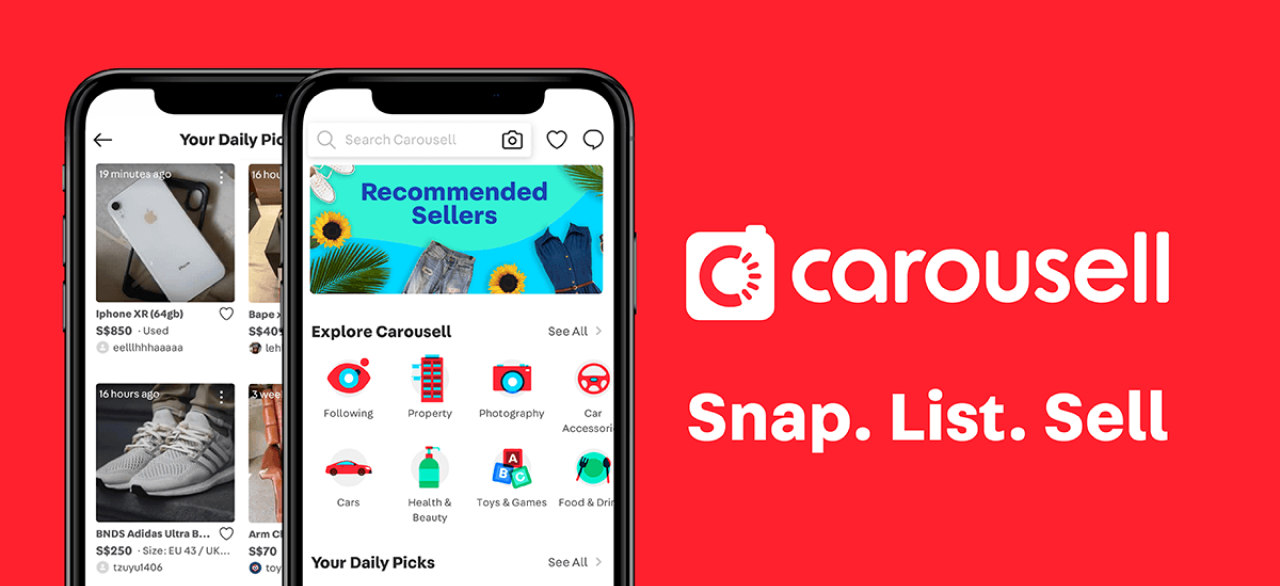 Your Daily Pic
19 minutes ago
16 hou
Iphone XR (64gb)
S$850 · Used
eelllhhhaaaaa
Bape x
S$40
leh
16 hours ago
3 wee
BNDS Adidas Ultra B...
S$250 · Size: EU 43 / UK...
tzuyu1406
Arm Ch
S$70
toy
Search Carousell
Recommended
Sellers
Explore Carousell
See All
Following
Property
Photography
Car
Accessori
Cars
Health &
Beauty
Toys & Games
A
B
C
Food & Drin
Your Daily Picks
See All
carousell
Snap. List. Sell